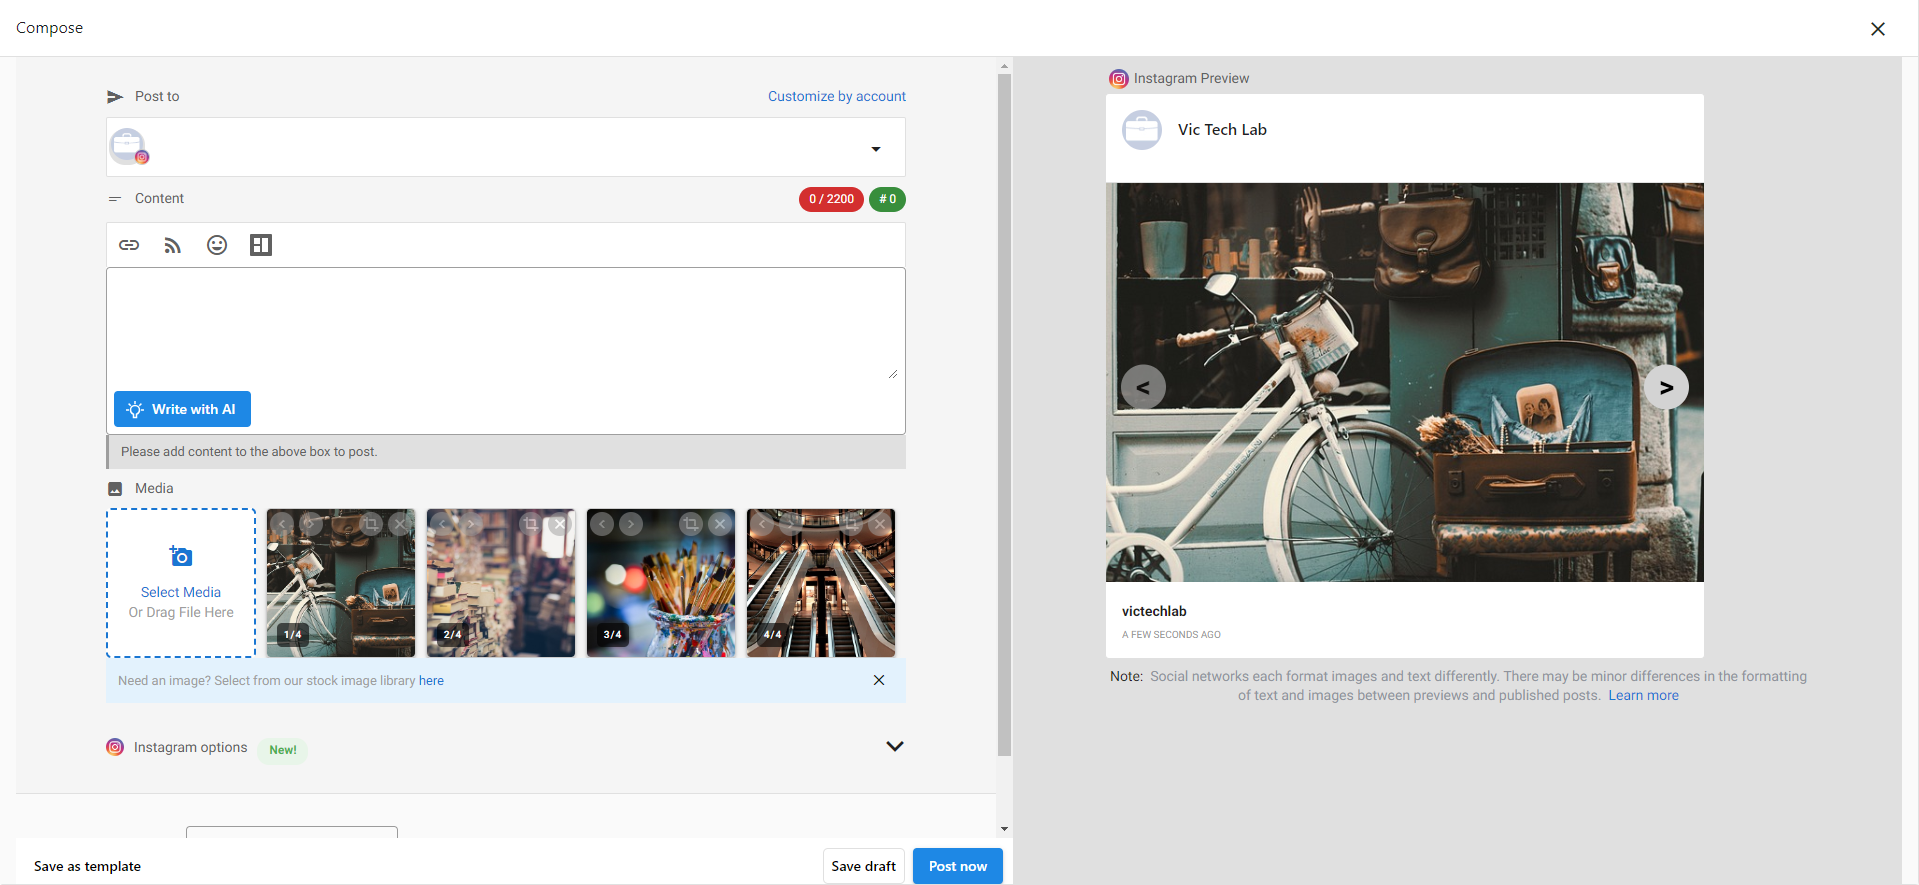 Compose
Post to
Customize by account
Content
0 / 2200
# 0
Write with AI
Please add content to the above box to post.
Media
Select Media
Or Drag File Here
1/4
2/4
3/4
4/4
Need an image? Select from our stock image library here
Instagram options
New!
Save as template
Save draft
Post now
Instagram Preview
Vic Tech Lab
<
>
victechlab
A FEW SECONDS AGO
Note: Social networks each format images and text differently. There may be minor differences in the formatting
of text and images between previews and published posts. Learn more